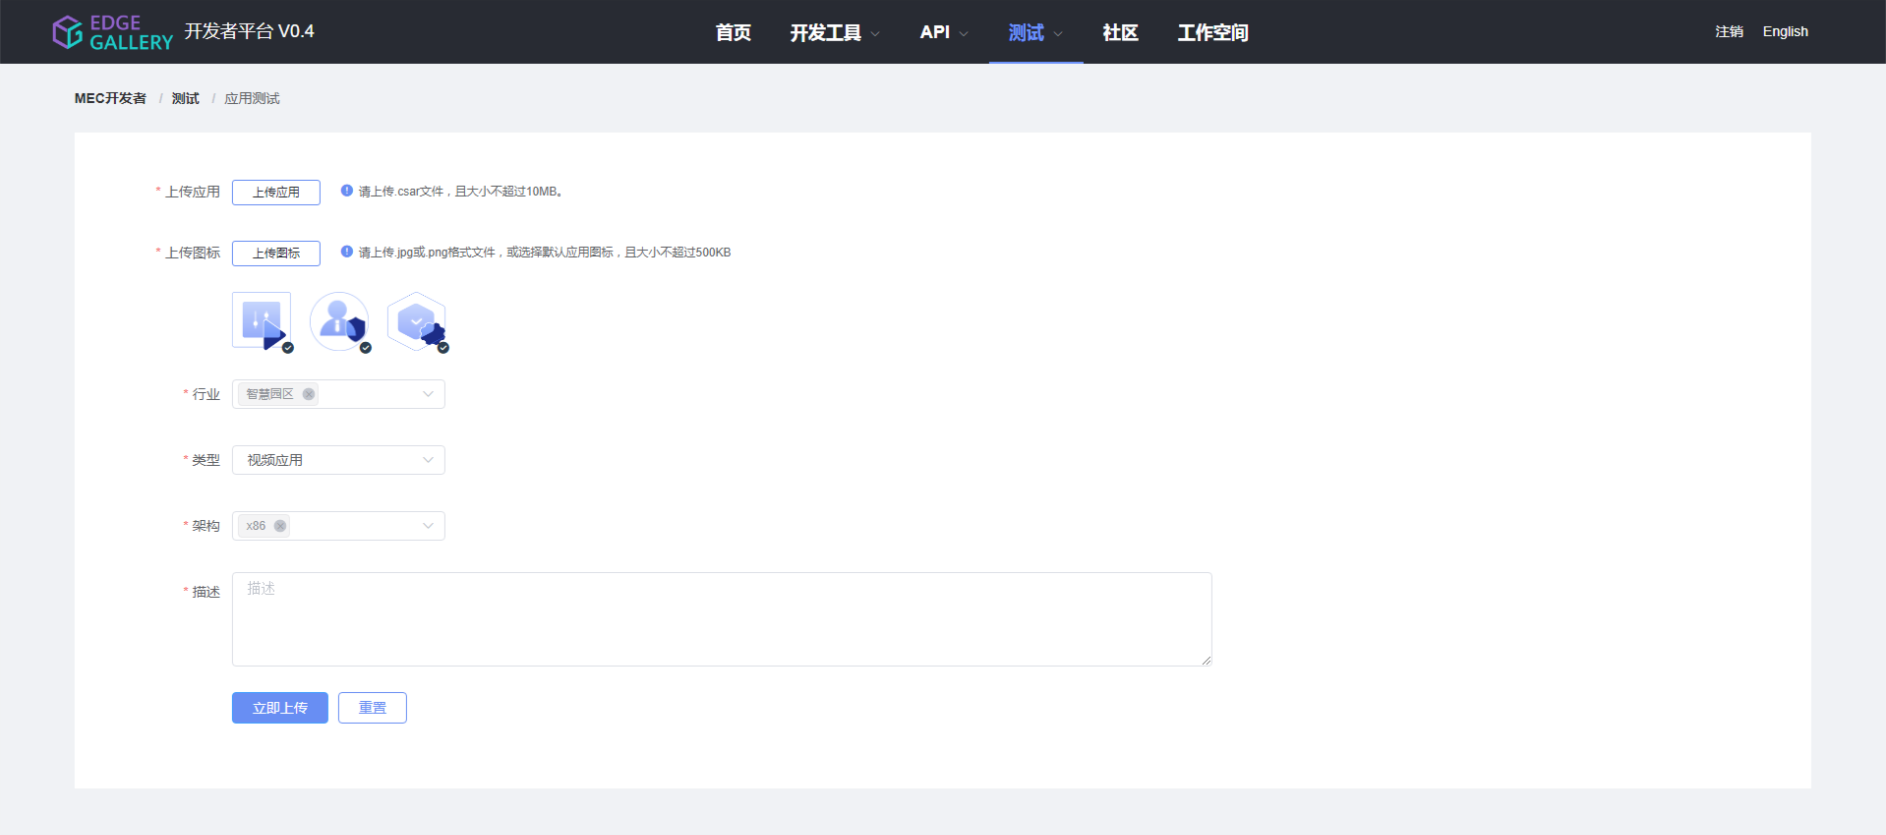 EDGE GALLERY 开发者平台 V0.4 首页 开发工具 API 测试 社区 工作空间 注销 English
MEC开发者 / 测试 / 应用测试
* 上传应用 上传应用 请上传.csar文件，且大小不超过10MB。
* 上传图标 上传图标 请上传.jpg或.png格式文件，或选择默认应用图标，且大小不超过500KB
* 行业 智慧园区
* 类型 视频应用
* 架构 x86
* 描述 描述
立即上传 重置